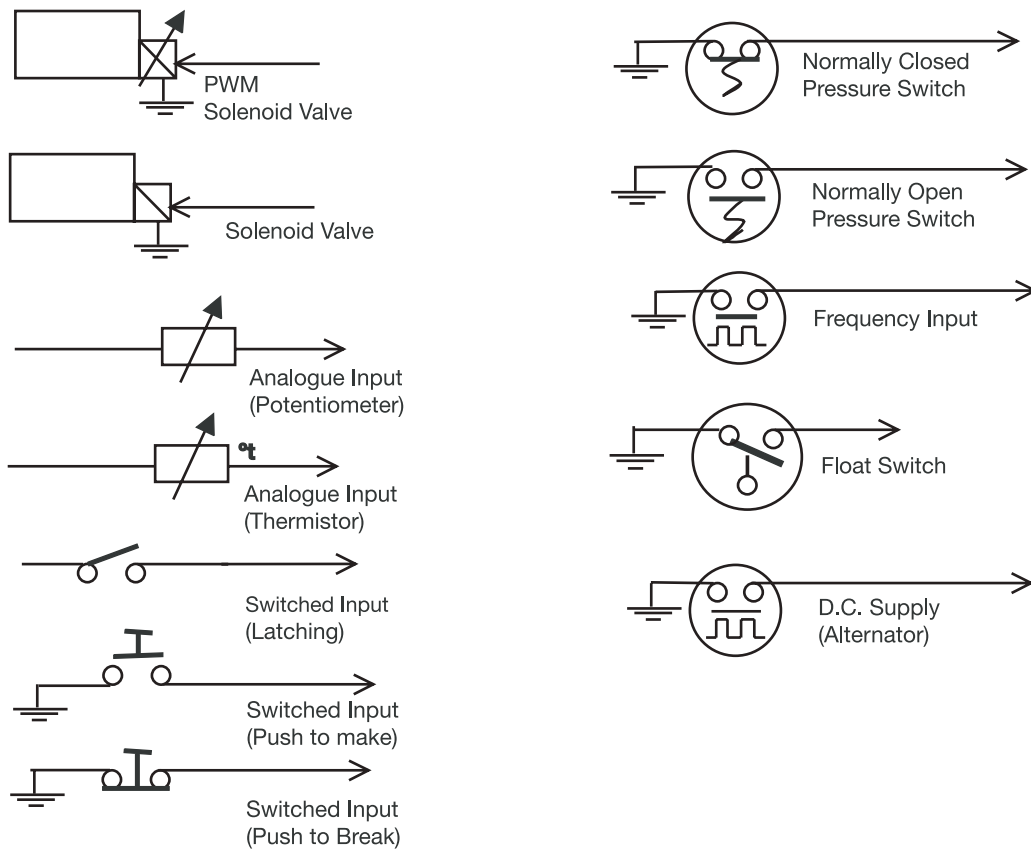 PWM
Solenoid Valve
Solenoid Valve
Analogue Input
(Potentiometer)
°t
Analogue Input
(Thermistor)
Switched Input
(Latching)
Switched Input
(Push to make)
Switched Input
(Push to Break)
Normally Closed
Pressure Switch
Normally Open
Pressure Switch
Frequency Input
Float Switch
D.C. Supply
(Alternator)